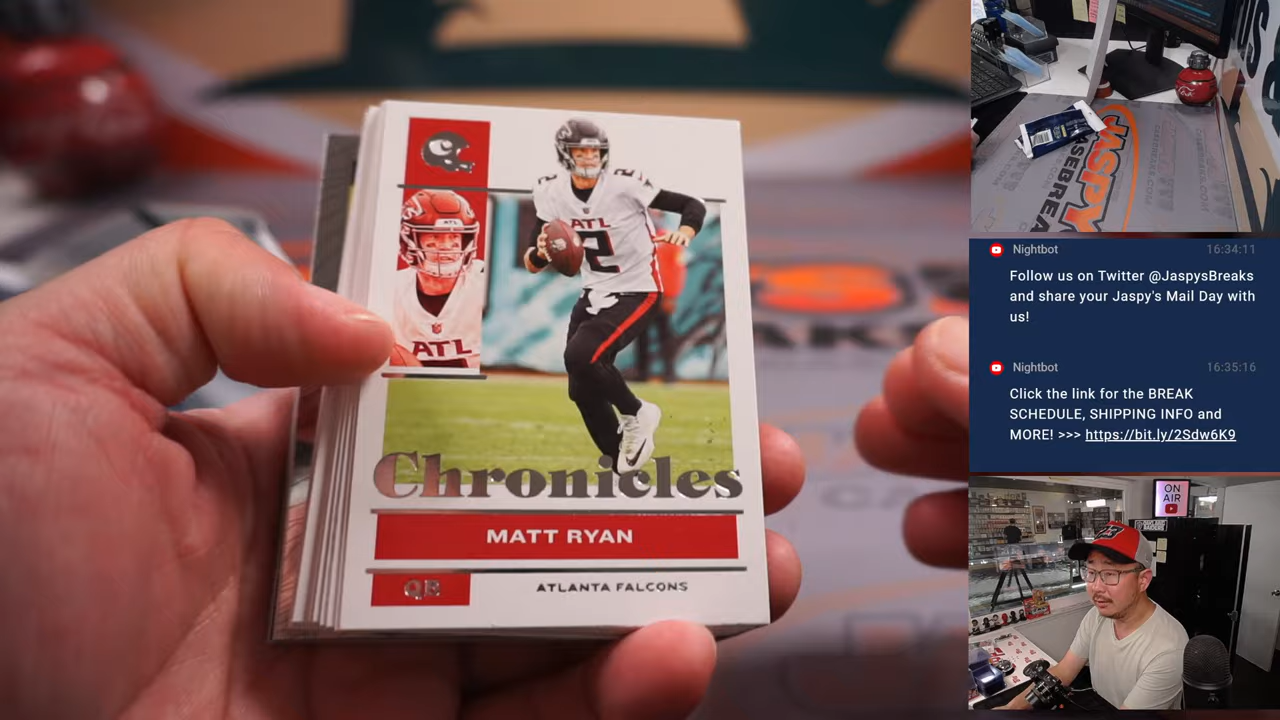 ATL
2
ATL
Chronicles
MATT RYAN
QB
ATLANTA FALCONS
JASPY
CASEBREA
Nightbot
16:34:11
Follow us on Twitter @JaspysBreaks
and share your Jaspy's Mail Day with
us!
Nightbot
16:35:16
Click the link for the BREAK
SCHEDULE, SHIPPING INFO and
MORE! >>> https://bit.ly/2Sdw6K9
ON
AIR